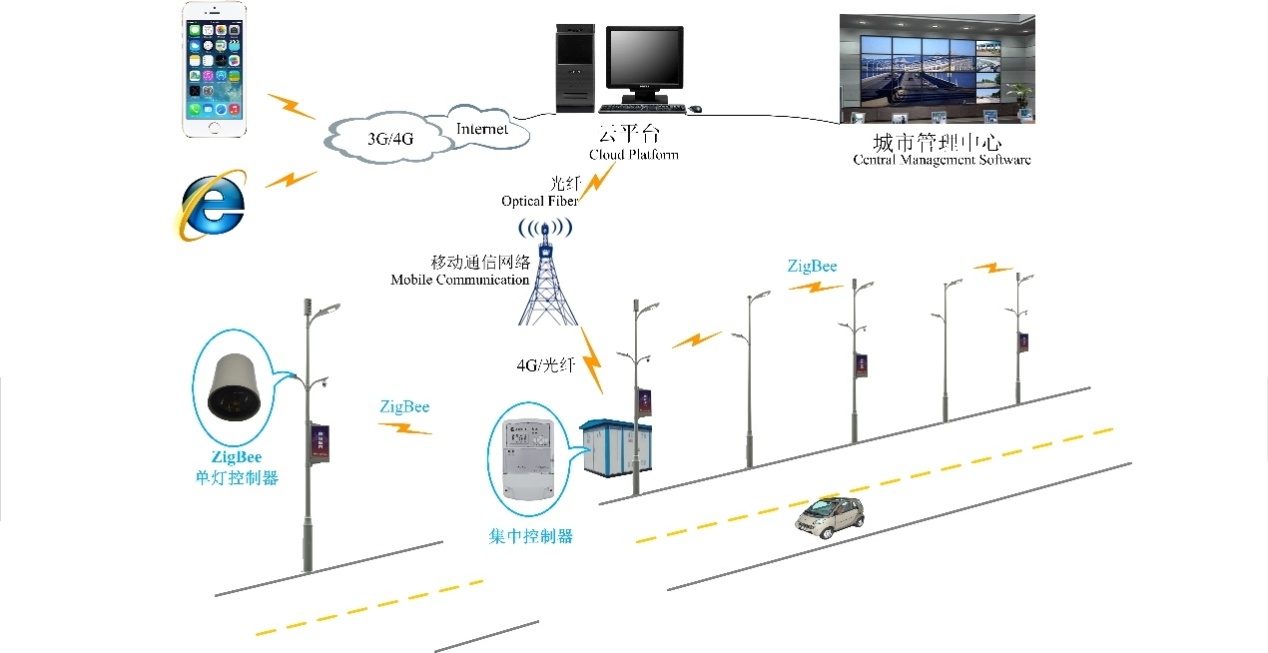 3G/4G
Internet
云平台
Cloud Platform
城市管理中心
Central Management Software
光纤
Optical Fiber
移动通信网络
Mobile Communication
ZigBee
4G/光纤
ZigBee
ZigBee
单灯控制器
集中控制器